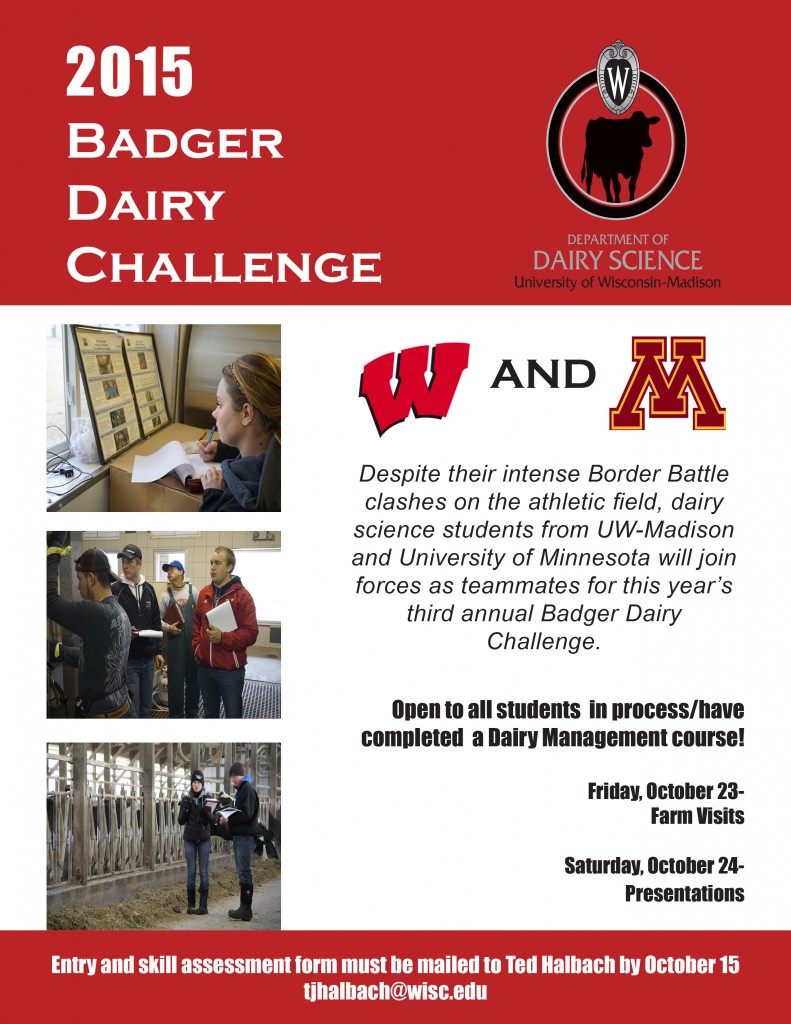 2015
BADGER
DAIRY
CHALLENGE
W
DEPARTMENT OF
DAIRY SCIENCE
University of Wisconsin-Madison
W AND M
Despite their intense Border Battle
clashes on the athletic field, dairy
science students from UW-Madison
and University of Minnesota will join
forces as teammates for this year's
third annual Badger Dairy
Challenge.
Open to all students in process/have
completed a Dairy Management course!
Friday, October 23-
Farm Visits
Saturday, October 24-
Presentations
Entry and skill assessment form must be mailed to Ted Halbach by October 15
tjhalbach@wisc.edu